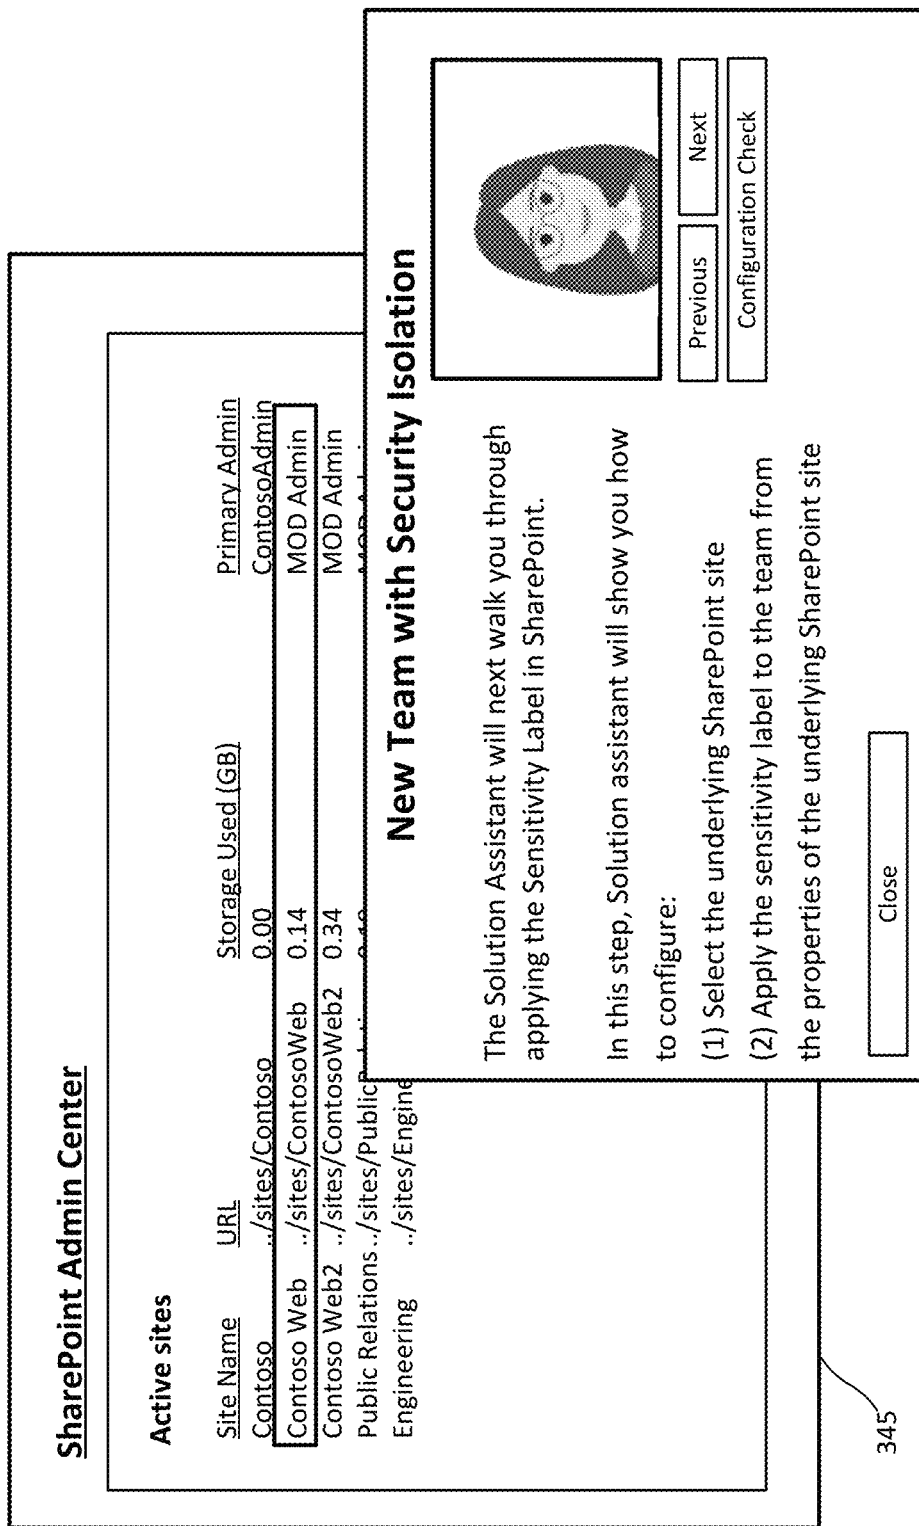 SharePoint Admin Center
Active sites
Site Name URL Storage Used (GB) Primary Admin
Contoso ../sites/Contoso 0.00 ContosoAdmin
Contoso Web ../sites/ContosoWeb 0.14 MOD Admin
Contoso Web2 ../sites/ContosoWeb2 0.34 MOD Admin
Public Relations ../sites/Public
Engineering ../sites/Engine
New Team with Security Isolation
The Solution Assistant will next walk you through
applying the Sensitivity Label in SharePoint.
In this step, Solution assistant will show you how
to configure:
(1) Select the underlying SharePoint site
(2) Apply the sensitivity label to the team from
the properties of the underlying SharePoint site
Previous
Next
Configuration Check
Close
345